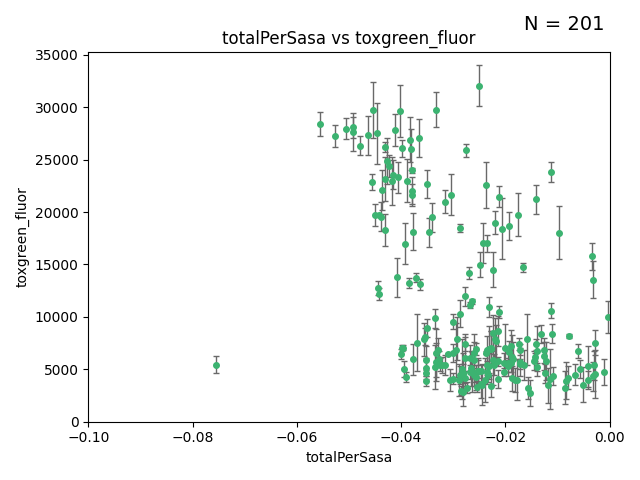 N = 201
totalPerSasa vs toxgreen_fluor
35000
30000
25000
20000
15000
10000
5000
0
toxgreen_fluor
−0.10 −0.08 −0.06 −0.04 −0.02 0.00
totalPerSasa